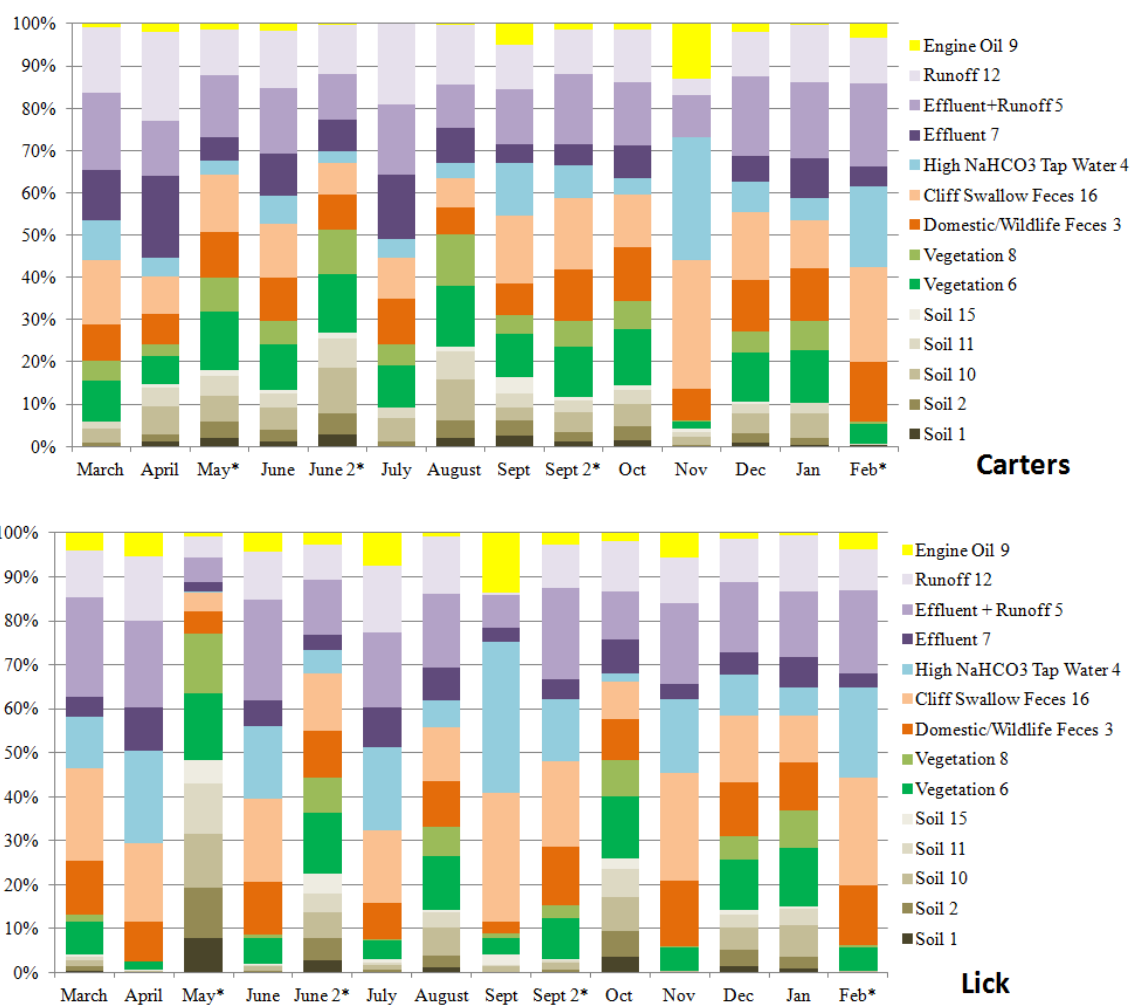 100%
90%
80%
70%
60%
50%
40%
30%
20%
10%
0%
March April May* June June 2* July August Sept Sept 2* Oct Nov Dec Jan Feb*
Engine Oil 9
Runoff 12
Effluent+Runoff 5
Effluent 7
High NaHCO3 Tap Water 4
Cliff Swallow Feces 16
Domestic/Wildlife Feces 3
Vegetation 8
Vegetation 6
Soil 15
Soil 11
Soil 10
Soil 2
Soil 1
Carters
100%
90%
80%
70%
60%
50%
40%
30%
20%
10%
0%
March April May* June June 2* July August Sept Sept 2* Oct Nov Dec Jan Feb*
Engine Oil 9
Runoff 12
Effluent + Runoff 5
Effluent 7
High NaHCO3 Tap Water 4
Cliff Swallow Feces 16
Domestic/Wildlife Feces 3
Vegetation 8
Vegetation 6
Soil 15
Soil 11
Soil 10
Soil 2
Soil 1
Lick